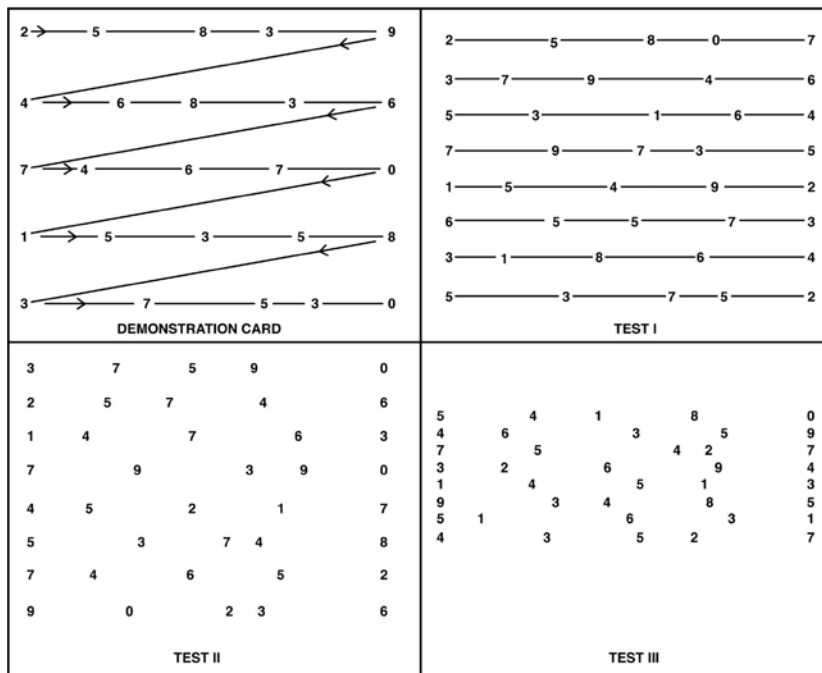 2 5 8 3 9
4 6 8 3 6
7 4 6 7 0
1 5 3 5 8
3 7 5 3 0
DEMONSTRATION CARD
2 5 8 0 7
3 7 9 4 6
5 3 1 6 4
7 9 7 3 5
1 5 4 9 2
6 5 5 7 3
3 1 8 6 4
5 3 7 5 2
TEST I
3 7 5 9 0
2 5 7 4 6
1 4 7 6 3
7 9 3 9 0
4 5 2 1 7
5 3 7 4 8
7 4 6 5 2
9 0 2 3 6
TEST II
5 4 1 8 0
4 6 3 5 9
7 5 4 2 7
3 2 6 9 4
1 4 5 1 3
9 3 4 8 5
5 1 6 3 1
4 3 5 2 7
TEST III